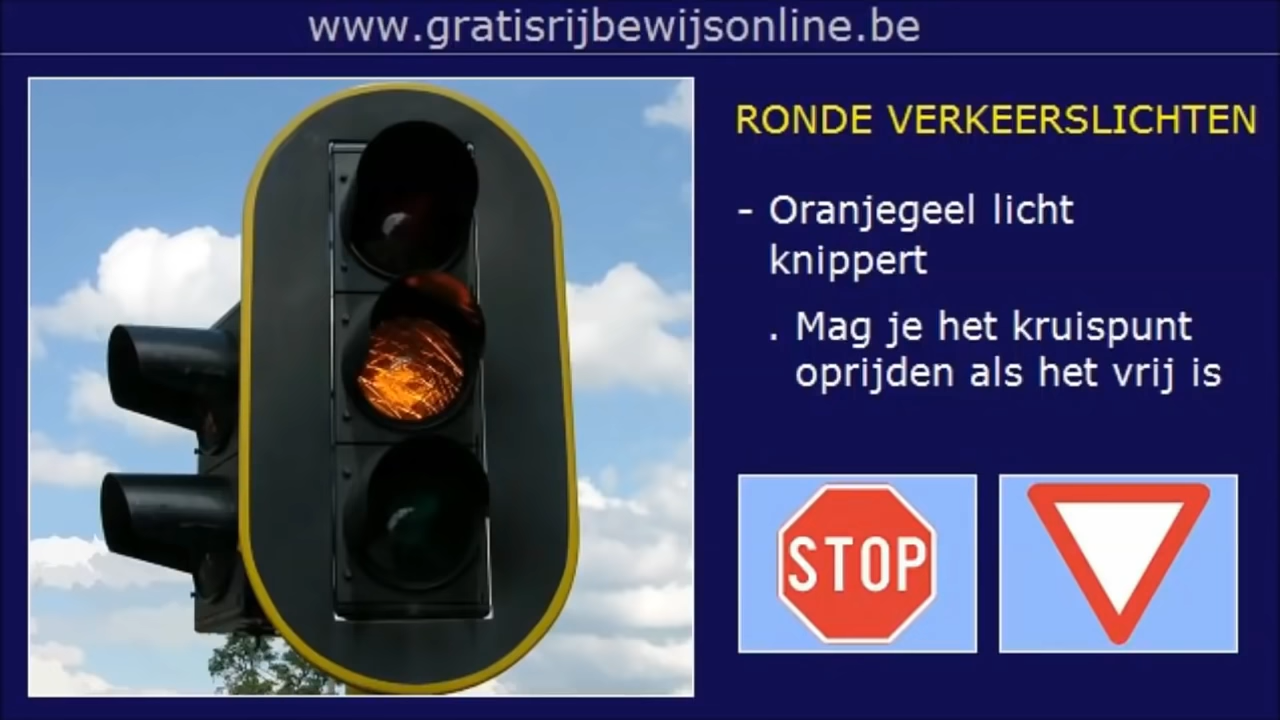 www.gratisrijbewijsonline.be
RONDE VERKEERSLICHTEN
- Oranjegeel licht
knippert
. Mag je het kruispunt
oprijden als het vrij is
STOP